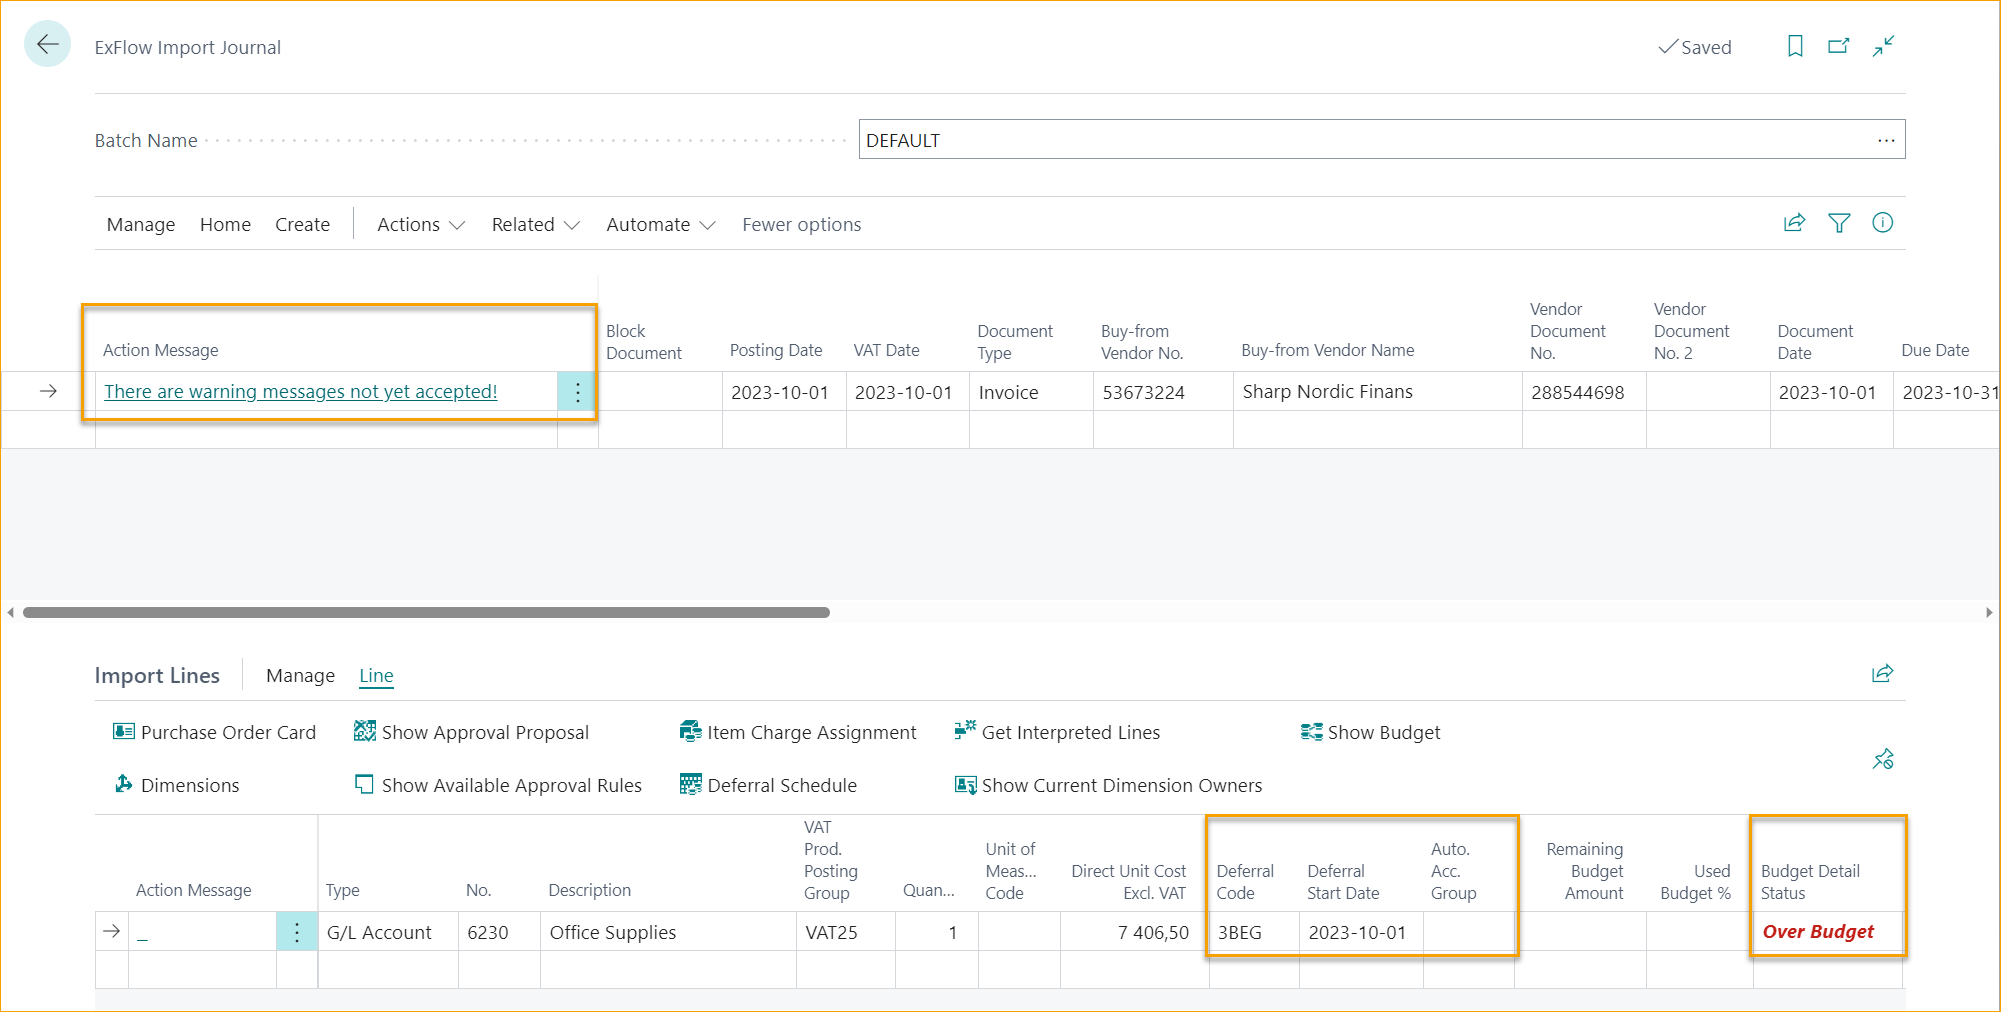 ExFlow Import Journal
Saved
Batch Name
DEFAULT
...
Manage Home Create Actions Related Automate Fewer options
Action Message
Block Document
Posting Date
VAT Date
Document Type
Buy-from Vendor No.
Buy-from Vendor Name
Vendor Document No.
Vendor Document No. 2
Document Date
Due Date
There are warning messages not yet accepted! 2023-10-01 2023-10-01 Invoice 53673224 Sharp Nordic Finans 288544698 2023-10-01 2023-10-31
Import Lines Manage Line
Purchase Order Card Show Approval Proposal Item Charge Assignment Get Interpreted Lines Show Budget
Dimensions Show Available Approval Rules Deferral Schedule Show Current Dimension Owners
Action Message
Type
No.
Description
VAT Prod. Posting Group
Quan...
Unit of Meas... Code
Direct Unit Cost Excl. VAT
Deferral Code
Deferral Start Date
Auto. Acc. Group
Remaining Budget Amount
Used Budget %
Budget Detail Status
_ G/L Account 6230 Office Supplies VAT25 1 7 406,50 3BEG 2023-10-01 Over Budget